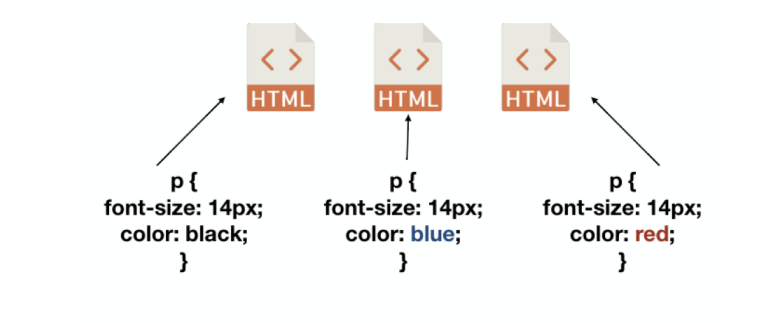 HTML
HTML
HTML
p {
font-size: 14px;
color: black;
}
p {
font-size: 14px;
color: blue;
}
p {
font-size: 14px;
color: red;
}